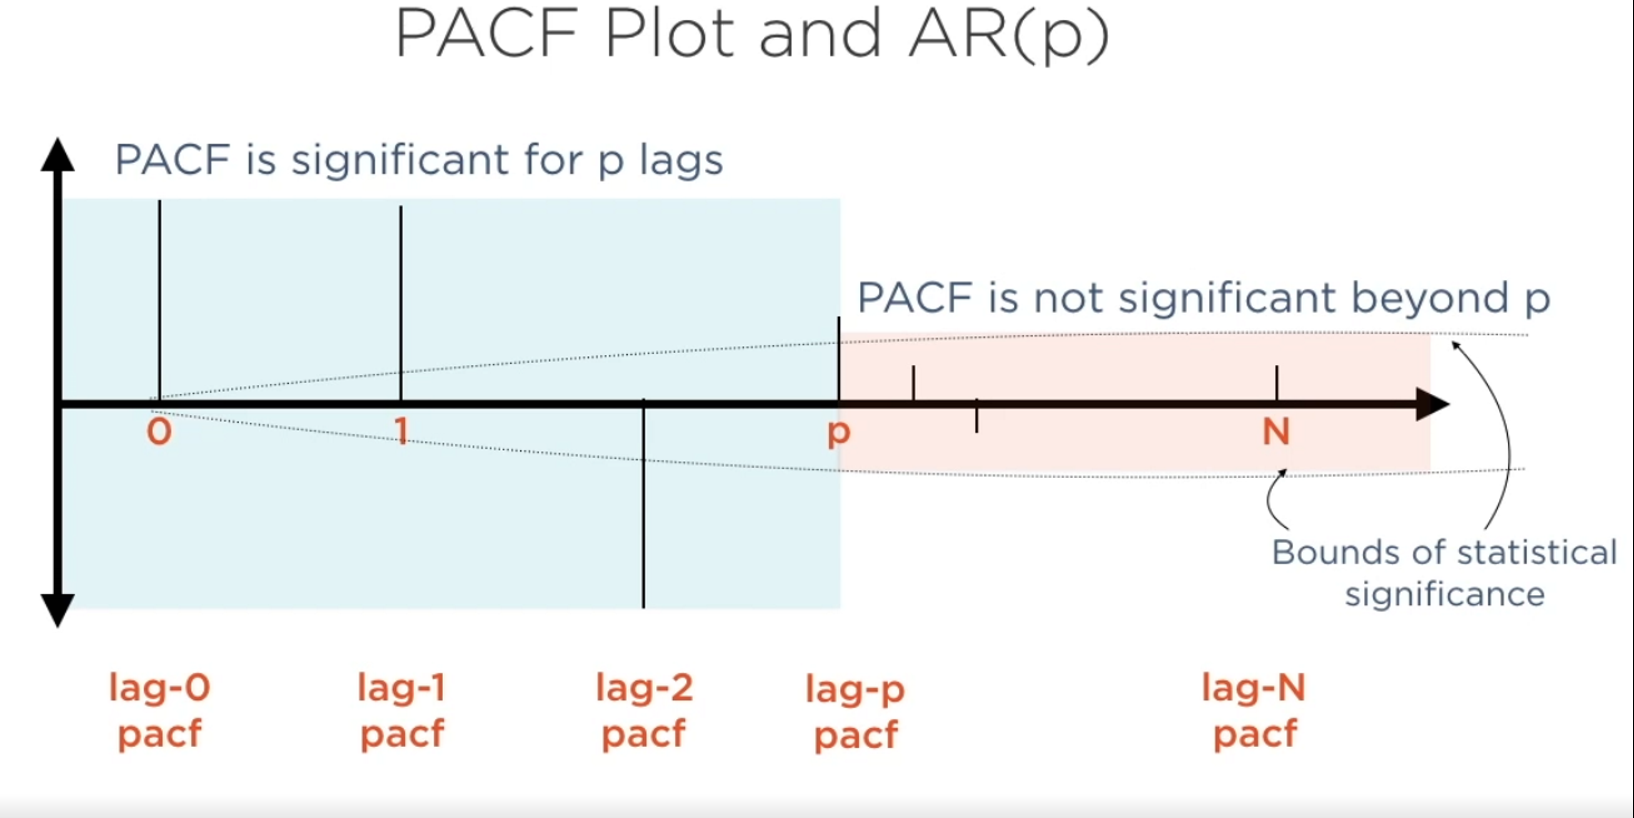 PACF Plot and AR(p)
PACF is significant for p lags
PACF is not significant beyond p
0
1
p
N
Bounds of statistical
significance
lag-0
pacf
lag-1
pacf
lag-2
pacf
lag-p
pacf
lag-N
pacf